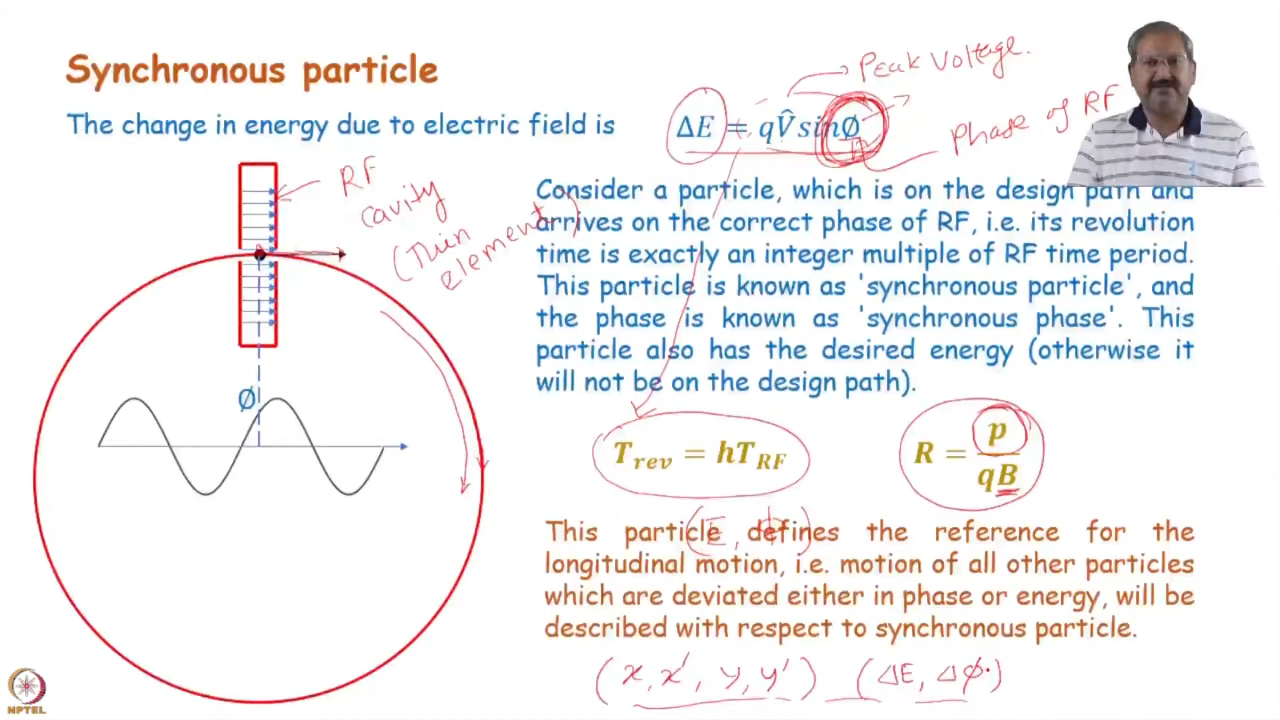 Synchronous particle
The change in energy due to electric field is
ΔE = qV̂sinØ
Peak Voltage.
Phase of RF
RF
cavity
(Thin
element)
Ø
Consider a particle, which is on the design path and
arrives on the correct phase of RF, i.e. its revolution
time is exactly an integer multiple of RF time period.
This particle is known as 'synchronous particle', and
the phase is known as 'synchronous phase'. This
particle also has the desired energy (otherwise it
will not be on the design path).
T_rev = hT_RF
R = p/qB
(E, ϕ)
This particle defines the reference for the
longitudinal motion, i.e. motion of all other particles
which are deviated either in phase or energy, will be
described with respect to synchronous particle.
(x, x', y, y') (ΔE, Δϕ)
NPTEL